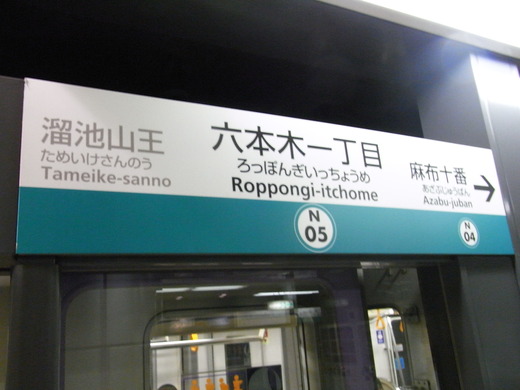 溜池山王
ためいけさんのう
Tameike-sanno
六本木一丁目
ろっぽんぎいっちょうめ
Roppongi-itchome
麻布十番
あざぶじゅうばん
Azabu-juban
N
05
N
04